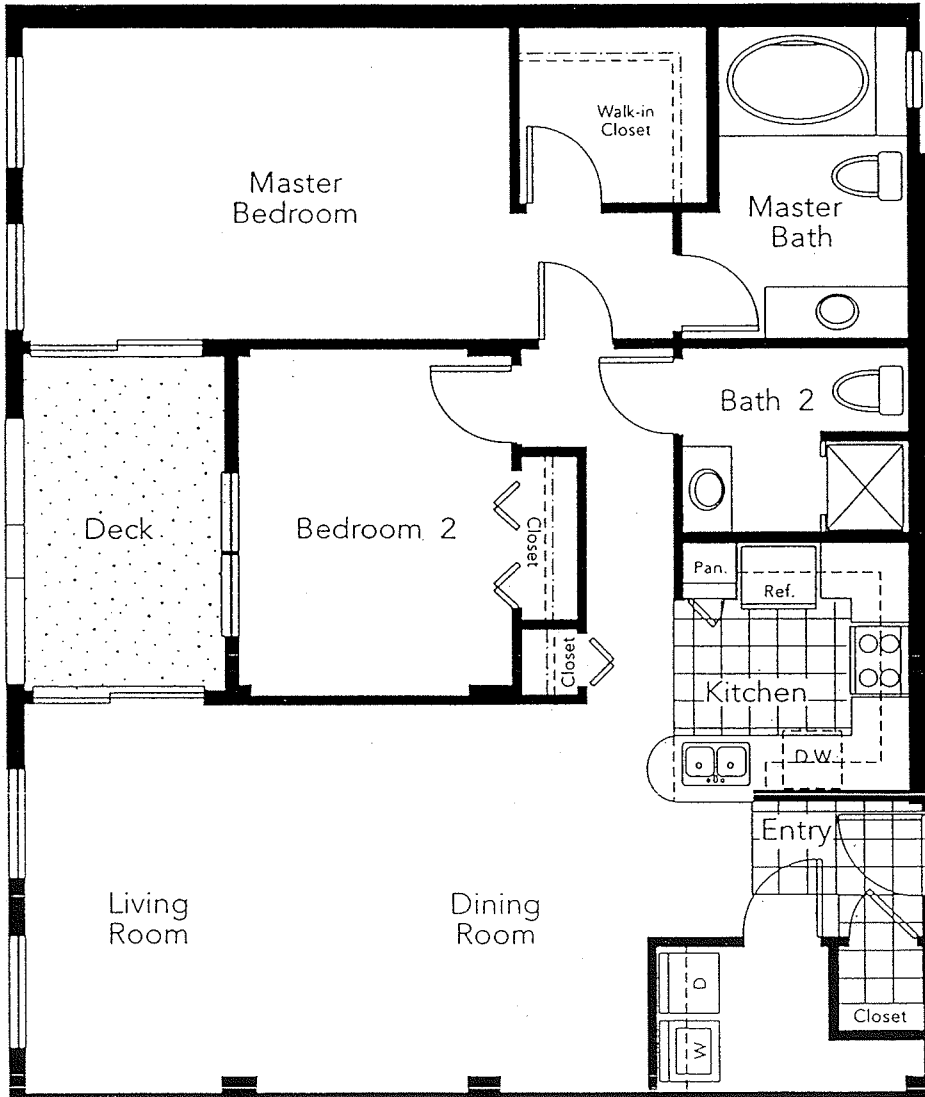 Walk-in
Closet
Master
Bedroom
Master
Bath
Bath 2
Deck
Bedroom 2
Closet
Pan.
Ref.
Closet
Kitchen
D.W.
Entry
Living
Room
Dining
Room
D
W
Closet